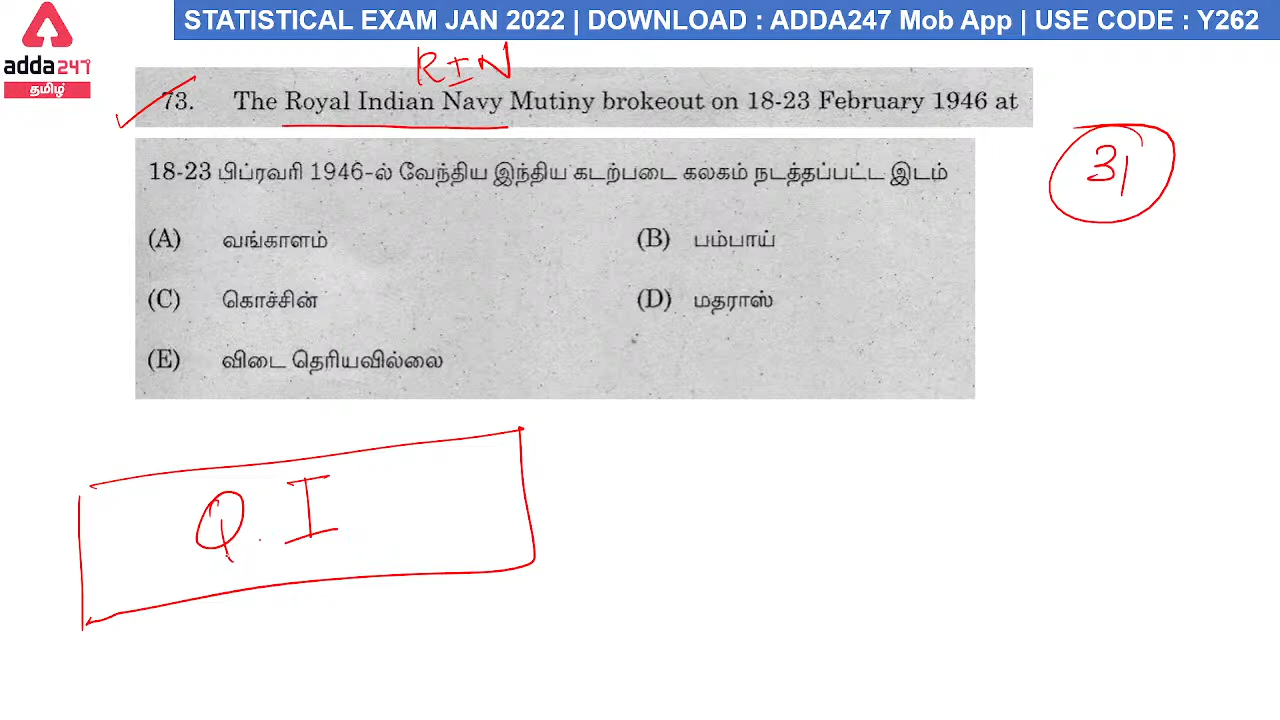 STATISTICAL EXAM JAN 2022 | DOWNLOAD : ADDA247 Mob App | USE CODE : Y262
adda247
தமிழ்
RIN
73. The Royal Indian Navy Mutiny brokeout on 18-23 February 1946 at
18-23 பிப்ரவரி 1946-ல் வேந்திய இந்திய கடற்படை கலகம் நடத்தப்பட்ட இடம்
31
(A) வங்காளம் (B) பம்பாய்
(C) கொச்சின் (D) மதராஸ்
(E) விடை தெரியவில்லை
Q. I